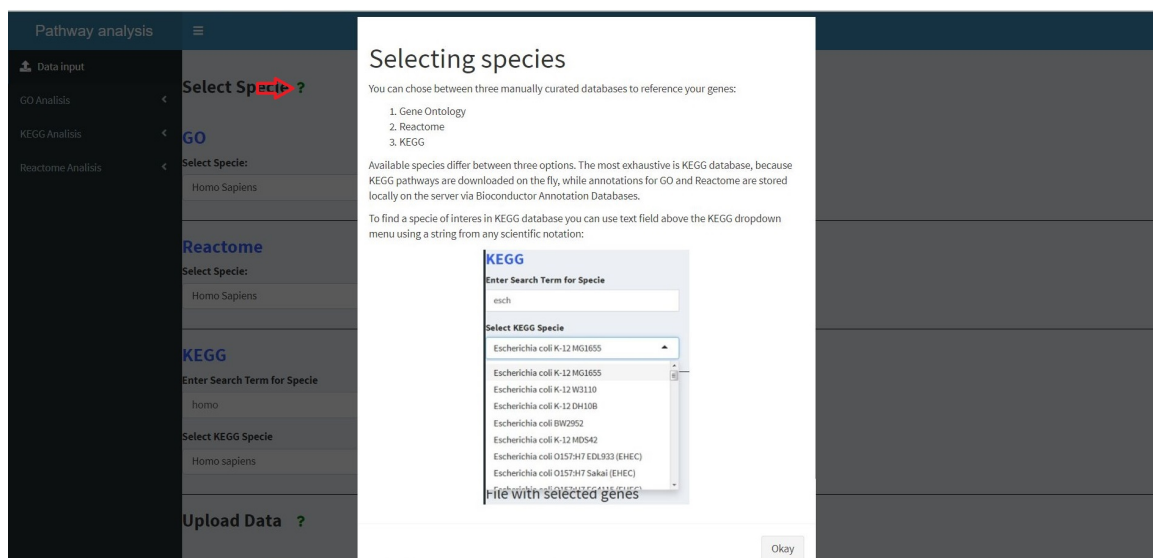 Pathway analysis
Data input
GO Analisis
KEGG Analisis
Reactome Analisis
Select Specie ?
GO
Select Specie:
Homo Sapiens
Reactome
Select Specie:
Homo Sapiens
KEGG
Enter Search Term for Specie
homo
Select KEGG Specie
Homo sapiens
Upload Data ?
Selecting species
You can chose between three manually curated databases to reference your genes:
1. Gene Ontology
2. Reactome
3. KEGG
Available species differ between three options. The most exhaustive is KEGG database, because
KEGG pathways are downloaded on the fly, while annotations for GO and Reactome are stored
locally on the server via Bioconductor Annotation Databases.
To find a specie of interes in KEGG database you can use text field above the KEGG dropdown
menu using a string from any scientific notation:
KEGG
Enter Search Term for Specie
esch
Select KEGG Specie
Escherichia coli K-12 MG1655
Escherichia coli K-12 MG1655
Escherichia coli K-12 W3110
Escherichia coli K-12 DH10B
Escherichia coli BW2952
Escherichia coli K-12 MDS42
Escherichia coli O157:H7 EDL933 (EHEC)
Escherichia coli O157:H7 Sakai (EHEC)
Escherichia coli O157:H7 EC4115 (EHEC)
File with selected genes
Okay